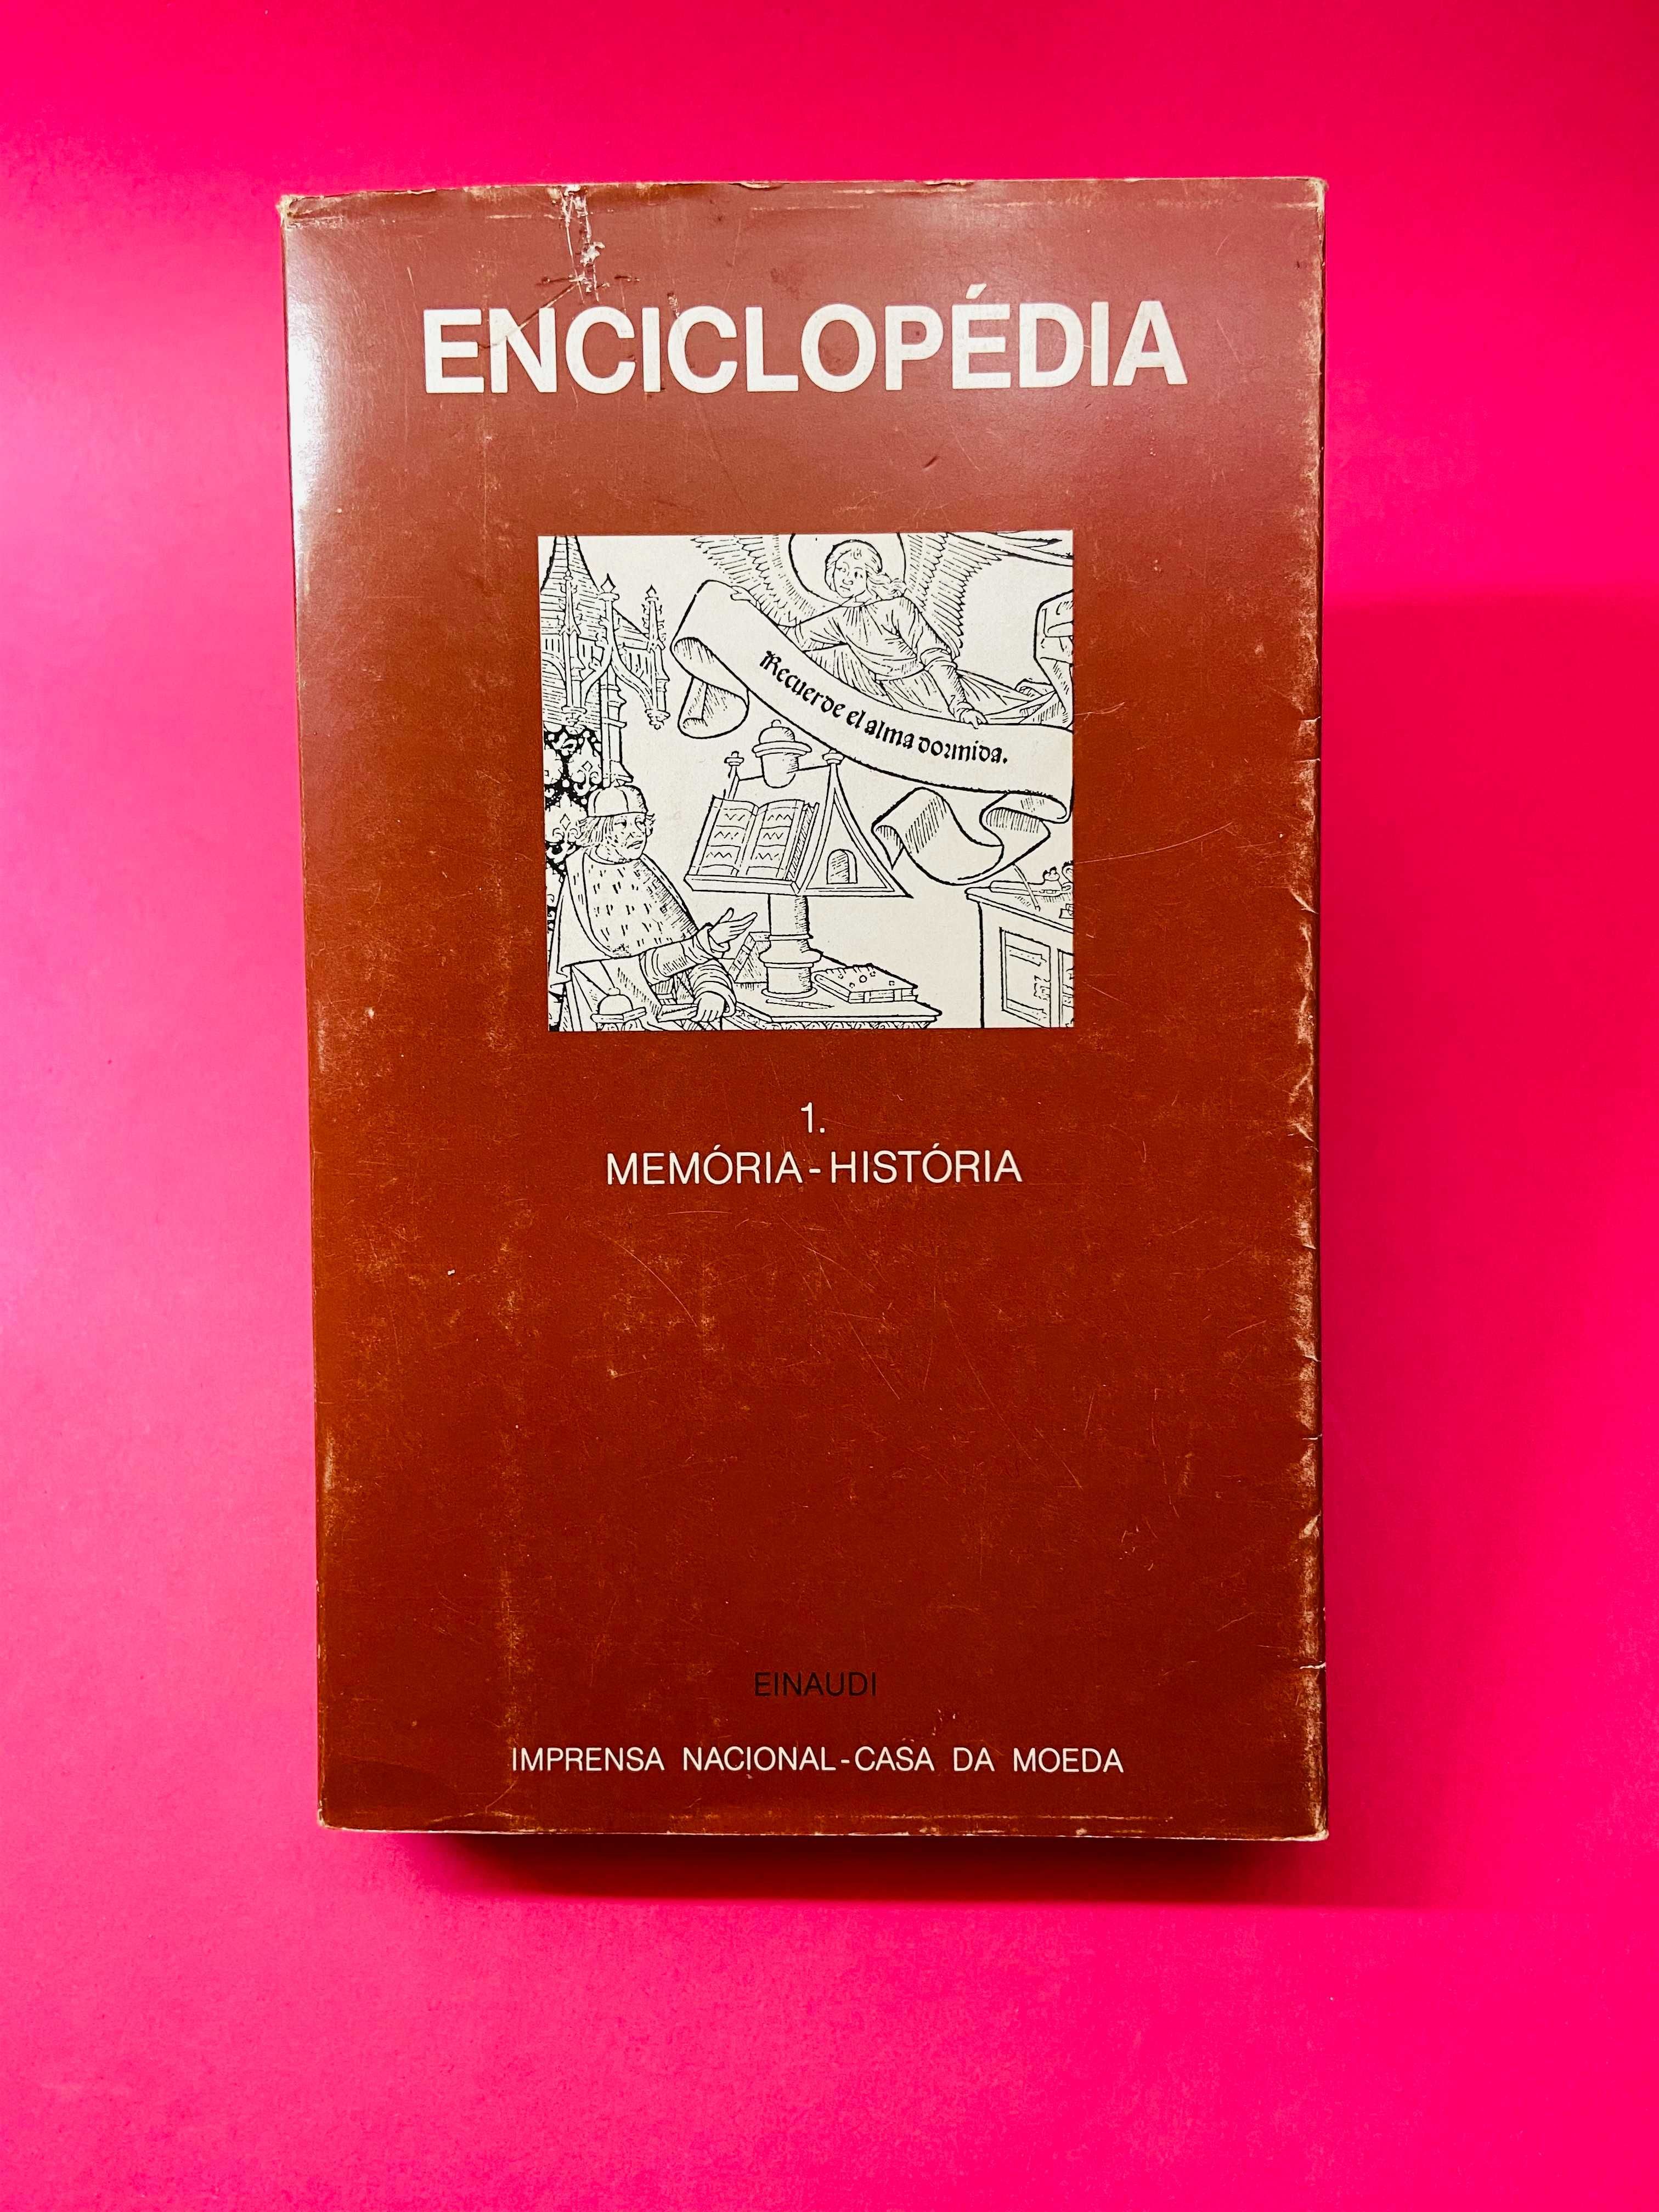 ENCICLOPÉDIA
Recuerde el alma dormida.
1.
MEMÓRIA-HISTÓRIA
EINAUDI
IMPRENSA NACIONAL-CASA DA MOEDA